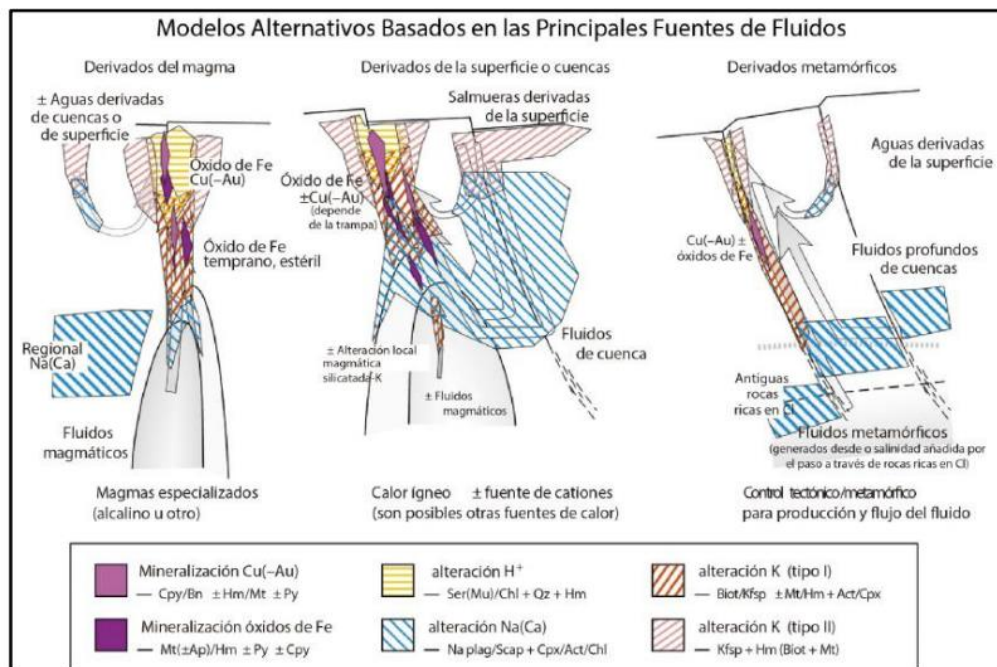 Modelos Alternativos Basados en las Principales Fuentes de Fluidos
Derivados del magma
± Aguas derivadas
de cuencas o
de superficie
Óxido de Fe
Cu(–Au)
Óxido de Fe
temprano, estéril
Regional
Na(Ca)
Fluidos
magmáticos
Magmas especializados
(alcalino u otro)
Derivados de la superficie o cuencas
Salmueras derivadas
de la superficie
Óxido de Fe
±Cu(–Au)
(depende
de la trampa)
Fluidos
de cuenca
± Alteración local
magmática
silicatada-K
± Fluidos
magmáticos
Calor ígneo ± fuente de cationes
(son posibles otras fuentes de calor)
Derivados metamórficos
Aguas derivadas
de la superficie
Cu(–Au) ±
óxidos de Fe
Fluidos profundos
de cuencas
Antiguas
rocas
ricas en Cl
Fluidos metamórficos
(generados desde o salinidad añadida por
el paso a través de rocas ricas en Cl)
Control tectónico/metamórfico
para producción y flujo del fluido
Mineralización Cu(–Au)
— Cpy/Bn ±Hm/Mt ± Py
Mineralización óxidos de Fe
— Mt(±Ap)/Hm ± Py ± Cpy
alteración H+
— Ser(Mu)/Chl + Qz + Hm
alteración Na(Ca)
— Na plag/Scap + Cpx/Act/Chl
alteración K (tipo I)
— Biot/Kfsp ±Mt/Hm + Act/Cpx
alteración K (tipo II)
— Kfsp + Hm (Biot + Mt)